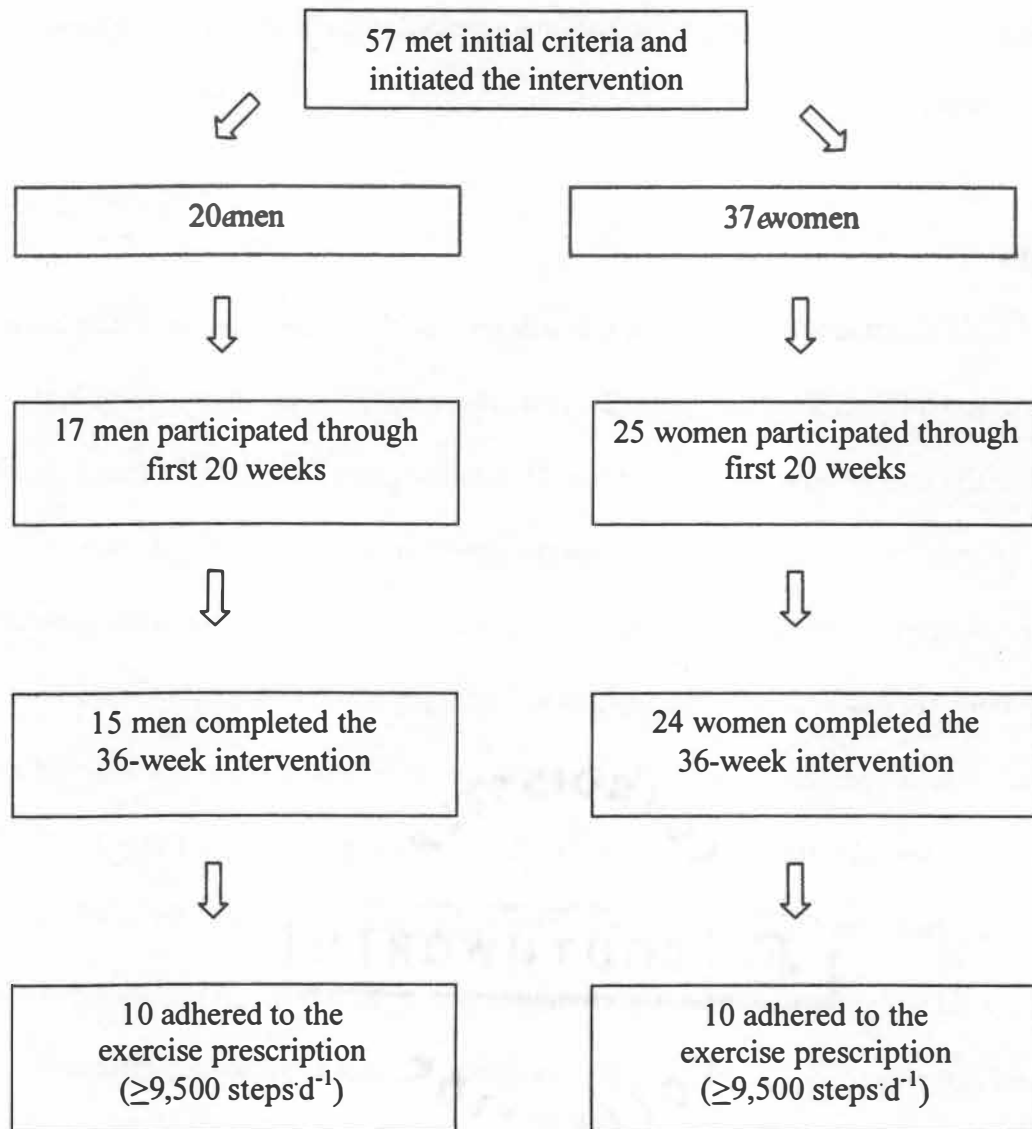 57 met initial criteria and
initiated the intervention
20 men
37 women
17 men participated through
first 20 weeks
25 women participated through
first 20 weeks
15 men completed the
36-week intervention
24 women completed the
36-week intervention
10 adhered to the
exercise prescription
(≥9,500 steps·d⁻¹)
10 adhered to the
exercise prescription
(≥9,500 steps·d⁻¹)